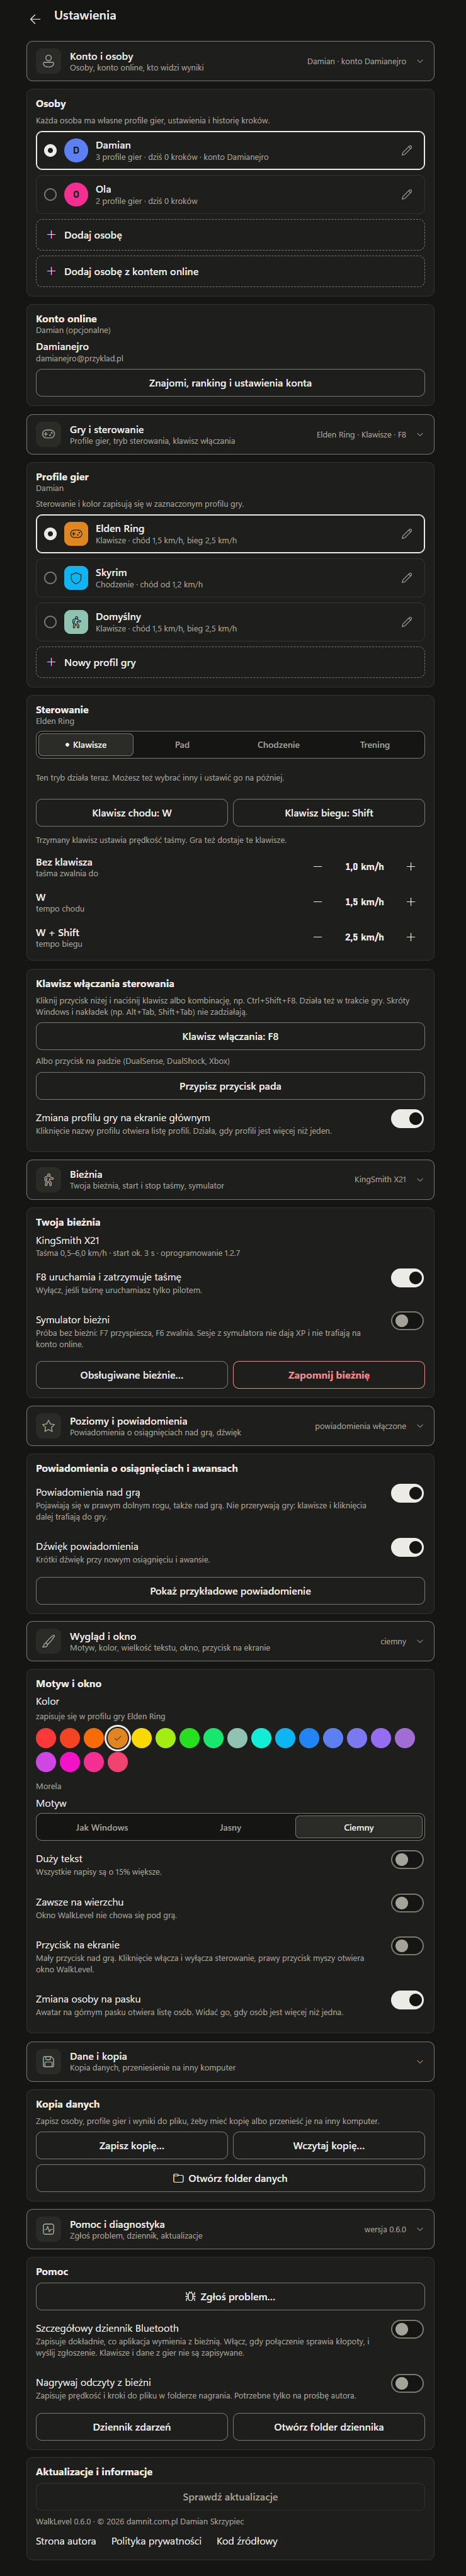 Ustawienia
Konto i osoby
Osoby, konto online, kto widzi wyniki
Damian · konto Damianejro
Osoby
Każda osoba ma własne profile gier, ustawienia i historię kroków.
D
Damian
3 profile gier · dziś 0 kroków · konto Damianejro
O
Ola
2 profile gier · dziś 0 kroków
Dodaj osobę
Dodaj osobę z kontem online
Konto online
Damian (opcjonalne)
Damianejro
damianejro@przyklad.pl
Znajomi, ranking i ustawienia konta
Gry i sterowanie
Profile gier, tryb sterowania, klawisz włączania
Elden Ring · Klawisze · F8
Profile gier
Damian
Sterowanie i kolor zapisują się w zaznaczonym profilu gry.
Elden Ring
Klawisze · chód 1,5 km/h, bieg 2,5 km/h
Skyrim
Chodzenie · chód od 1,2 km/h
Domyślny
Klawisze · chód 1,5 km/h, bieg 2,5 km/h
Nowy profil gry
Sterowanie
Elden Ring
Klawisze
Pad
Chodzenie
Trening
Ten tryb działa teraz. Możesz też wybrać inny i ustawić go na później.
Klawisz chodu: W
Klawisz biegu: Shift
Trzymany klawisz ustawia prędkość taśmy. Gra też dostaje te klawisze.
Bez klawisza
taśma zwalnia do
1,0 km/h
W
tempo chodu
1,5 km/h
W + Shift
tempo biegu
2,5 km/h
Klawisz włączania sterowania
Kliknij przycisk niżej i naciśnij klawisz albo kombinację, np. Ctrl+Shift+F8. Działa też w trakcie gry. Skróty
Windows i nakładek (np. Alt+Tab, Shift+Tab) nie zadziałają.
Klawisz włączania: F8
Albo przycisk na padzie (DualSense, DualShock, Xbox)
Przypisz przycisk pada
Zmiana profilu gry na ekranie głównym
Kliknięcie nazwy profilu otwiera listę profili. Działa, gdy profili jest więcej niż jeden.
Bieżnia
Twoja bieżnia, start i stop taśmy, symulator
KingSmith X21
Twoja bieżnia
KingSmith X21
Taśma 0,5–6,0 km/h · start ok. 3 s · oprogramowanie 1.2.7
F8 uruchamia i zatrzymuje taśmę
Wyłącz, jeśli taśmę uruchamiasz tylko pilotem.
Symulator bieżni
Próba bez bieżni: F7 przyspiesza, F6 zwalnia. Sesje z symulatora nie dają XP i nie trafiają na
konto online.
Obsługiwane bieżnie...
Zapomnij bieżnię
Poziomy i powiadomienia
Powiadomienia o osiągnięciach nad grą, dźwięk
powiadomienia włączone
Powiadomienia o osiągnięciach i awansach
Powiadomienia nad grą
Pojawiają się w prawym dolnym rogu, także nad grą. Nie przerywają gry: klawisze i kliknięcia
dalej trafiają do gry.
Dźwięk powiadomienia
Krótki dźwięk przy nowym osiągnięciu i awansie.
Pokaż przykładowe powiadomienie
Wygląd i okno
Motyw, kolor, wielkość tekstu, okno, przycisk na ekranie
ciemny
Motyw i okno
Kolor
zapisuje się w profilu gry Elden Ring
Morela
Motyw
Jak Windows
Jasny
Ciemny
Duży tekst
Wszystkie napisy są o 15% większe.
Zawsze na wierzchu
Okno WalkLevel nie chowa się pod grą.
Przycisk na ekranie
Mały przycisk nad grą. Kliknięcie włącza i wyłącza sterowanie, prawy przycisk myszy otwiera
okno WalkLevel.
Zmiana osoby na pasku
Awatar na górnym pasku otwiera listę osób. Widać go, gdy osób jest więcej niż jedna.
Dane i kopia
Kopia danych, przeniesienie na inny komputer
Kopia danych
Zapisz osoby, profile gier i wyniki do pliku, żeby mieć kopię albo przenieść je na inny komputer.
Zapisz kopię...
Wczytaj kopię...
Otwórz folder danych
Pomoc i diagnostyka
Zgłoś problem, dziennik, aktualizacje
wersja 0.6.0
Pomoc
Zgłoś problem...
Szczegółowy dziennik Bluetooth
Zapisuje dokładnie, co aplikacja wymienia z bieżnią. Włącz, gdy połączenie sprawia kłopoty, i
wyślij zgłoszenie. Klawisze i dane z gier nie są zapisywane.
Nagrywaj odczyty z bieżni
Zapisuje prędkość i kroki do pliku w folderze nagrania. Potrzebne tylko na prośbę autora.
Dziennik zdarzeń
Otwórz folder dziennika
Aktualizacje i informacje
Sprawdź aktualizacje
WalkLevel 0.6.0 · © 2026 damnit.com.pl Damian Skrzypiec
Strona autora
Polityka prywatności
Kod źródłowy